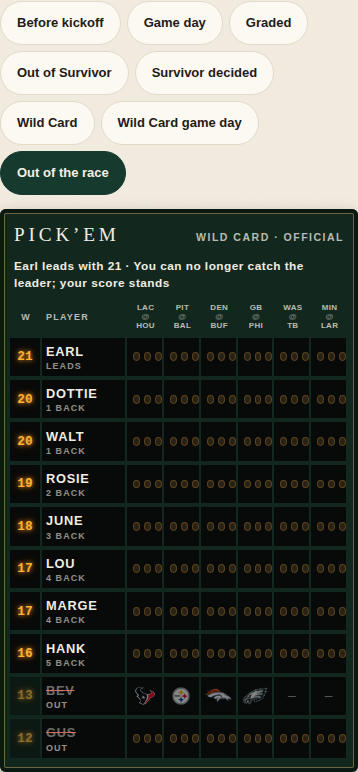 Before kickoff
Game day
Graded
Out of Survivor
Survivor decided
Wild Card
Wild Card game day
Out of the race
PICK’EM
WILD CARD · OFFICIAL
Earl leads with 21 · You can no longer catch the
leader; your score stands
W PLAYER LAC @ HOU PIT @ BAL DEN @ BUF GB @ PHI WAS @ TB MIN @ LAR
21 EARL
LEADS
20 DOTTIE
1 BACK
20 WALT
1 BACK
19 ROSIE
2 BACK
18 JUNE
3 BACK
17 LOU
4 BACK
17 MARGE
4 BACK
16 HANK
5 BACK
13 BEV – –
OUT
12 GUS
OUT